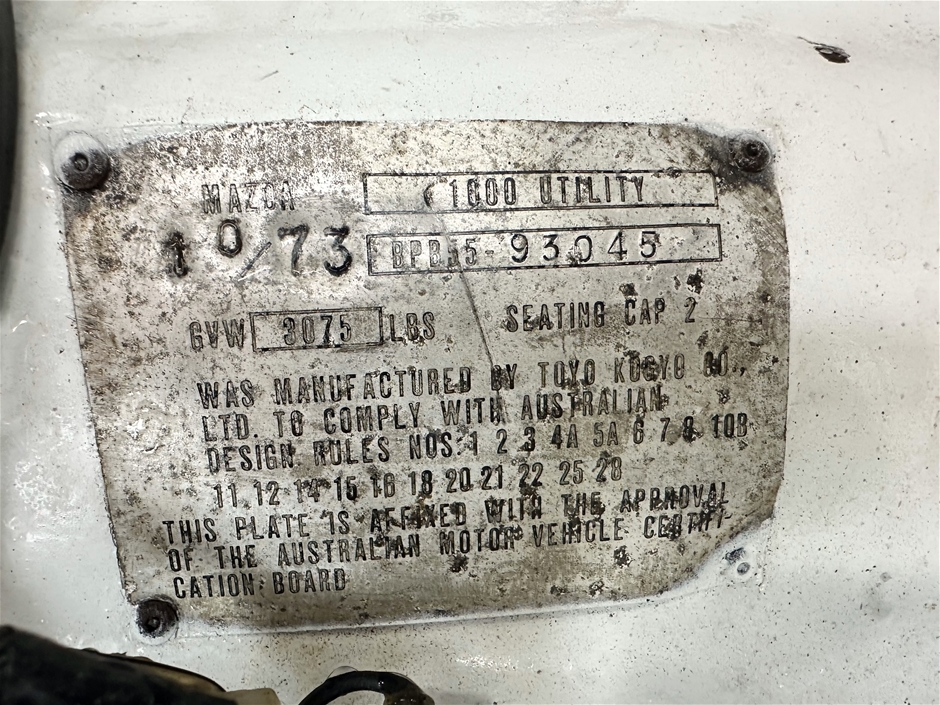 MAZDA 1600 UTILITY
10/73 BPB55-93045
GVW 3075 LBS SEATING CAP 2
WAS MANUFACTURED BY TOYO KOGYO CO.,
LTD. TO COMPLY WITH AUSTRALIAN
DESIGN RULES NOS. 1 2 3 4A 5A 6 7 8 10B
11 12 14 15 16 18 20 21 22 25 28
THIS PLATE IS AFFIXED WITH THE APPROVAL
OF THE AUSTRALIAN MOTOR VEHICLE CERTIFI-
CATION BOARD